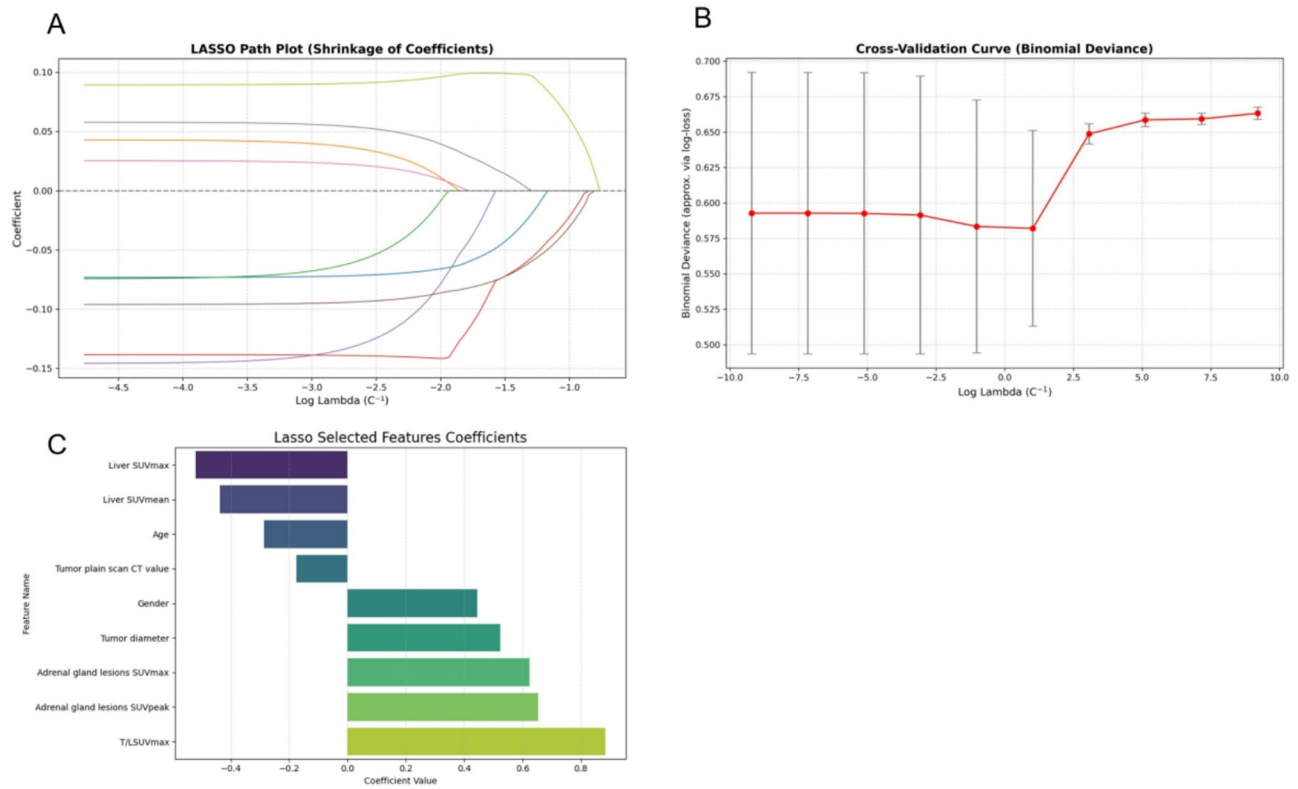 A
LASSO Path Plot (Shrinkage of Coefficients)
Coefficient
0.10
0.05
0.00
−0.05
−0.10
−0.15
−4.5
−4.0
−3.5
−3.0
−2.5
−2.0
−1.5
−1.0
Log Lambda (C⁻¹)
B
Cross-Validation Curve (Binomial Deviance)
Binomial Deviance (approx. via log-loss)
0.700
0.675
0.650
0.625
0.600
0.575
0.550
0.525
0.500
−10.0
−7.5
−5.0
−2.5
0.0
2.5
5.0
7.5
10.0
Log Lambda (C⁻¹)
C
Lasso Selected Features Coefficients
Feature Name
Liver SUVmax
Liver SUVmean
Age
Tumor plain scan CT value
Gender
Tumor diameter
Adrenal gland lesions SUVmax
Adrenal gland lesions SUVpeak
T/LSUVmax
−0.4
−0.2
0.0
0.2
0.4
0.6
0.8
Coefficient Value